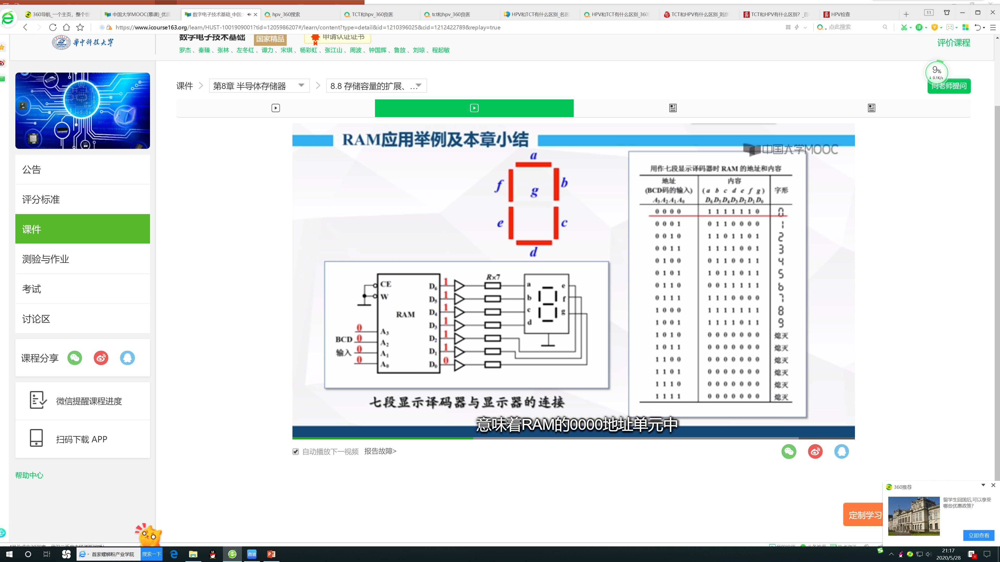 360导航_一个主页，整个世
中国大学MOOC(慕课)_优质
数字电子技术基础_中国大
hpv_360搜索
TCT和hpv_360良医
tct和hpv_360良医
HPV和TCT有什么区别_名医
HPV和TCT有什么区别_360
TCT和HPV有什么区别_刘彦
TCT和HPV有什么区别? _百
HPV检查
11
https://www.icourse163.org/learn/HUST-1001909001?tid=1205986207#/learn/content?type=detail&id=1210396025&cid=1212422789&replay=true
点此搜索
华中科技大学
数字电子技术基础
国家精品
申请认证证书
罗杰 、秦臻 、张林 、左冬红 、谭力 、宋琪 、杨彩虹 、张江山 、周波 、钟国辉 、鲁放 、刘琼 、程起敏
评价课程
9%
0.1K/s
向老师提问
课件
第8章 半导体存储器
8.8 存储容量的扩展、…
公告
评分标准
课件
测验与作业
考试
讨论区
课程分享
微信提醒课程进度
扫码下载 APP
帮助中心
RAM应用举例及本章小结
中国大学MOOC
a
f
g
b
e
c
d
CE
W
RAM
BCD
输入
0
0
0
0
A3
A2
A1
A0
D6
D5
D4
D3
D2
D1
D0
1
1
1
1
1
1
0
R×7
a
b
c
d
e
f
g
七段显示译码器与显示器的连接
用作七段显示译码器时 RAM 的地址和内容
地址 内容
(BCD码的输入) (a b c d e f g) 字形
A3 A2 A1 A0 D6 D5 D4 D3 D2 D1 D0
0 0 0 0 1 1 1 1 1 1 0 0
0 0 0 1 0 1 1 0 0 0 0 1
0 0 1 0 1 1 0 1 1 0 1 2
0 0 1 1 1 1 1 1 0 0 1 3
0 1 0 0 0 1 1 0 0 1 1 4
0 1 0 1 1 0 1 1 0 1 1 5
0 1 1 0 0 0 1 1 1 1 1 6
0 1 1 1 1 1 1 0 0 0 0 7
1 0 0 0 1 1 1 1 1 1 1 8
1 0 0 1 1 1 1 1 0 1 1 9
1 0 1 0 0 0 0 0 0 0 0 熄灭
1 0 1 1 0 0 0 0 0 0 0 熄灭
1 1 0 0 0 0 0 0 0 0 0 熄灭
1 1 0 1 0 0 0 0 0 0 0 熄灭
1 1 1 0 0 0 0 0 0 0 0 熄灭
1 1 1 1 0 0 0 0 0 0 0 熄灭
意味着RAM的0000地址单元中
自动播放下一视频
报告故障>
360推荐
留学生回国后,可以享受
哪些优惠政策?
立即查看
定制学习
首家螺蛳粉产业学院
搜索一下
资讯
21:17
2020/5/28
4